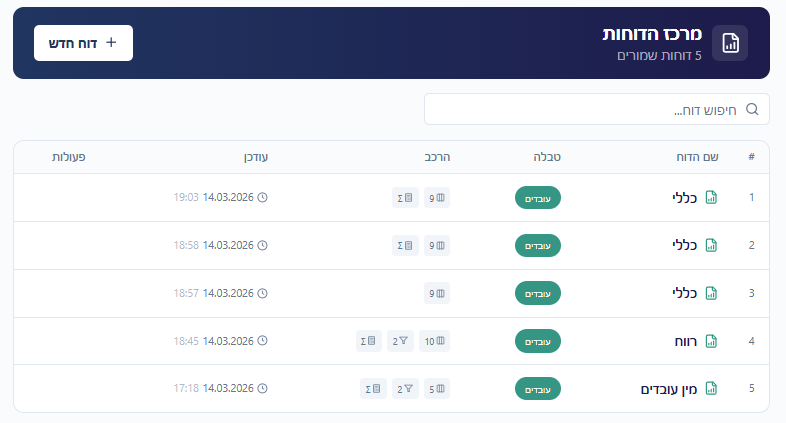 מרכז הדוחות
5 דוחות שמורים
+ דוח חדש
חיפוש דוח...
# שם הדוח טבלה הרכב עודכן פעולות
1 כללי עובדים 9 Σ 14.03.2026 19:03
2 כללי עובדים 9 Σ 14.03.2026 18:58
3 כללי עובדים 9 14.03.2026 18:57
4 רווח עובדים 10 2 Σ 14.03.2026 18:45
5 מין עובדים עובדים 5 2 Σ 14.03.2026 17:18